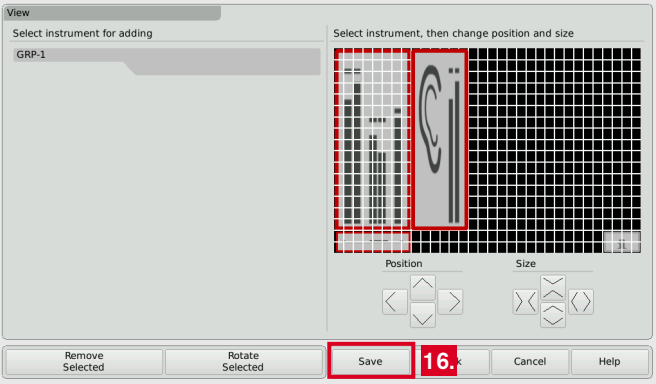 View
Select instrument for adding
GRP-1
Select instrument, then change position and size
Position
Size
Remove
Selected
Rotate
Selected
Save
16.
Cancel
Help